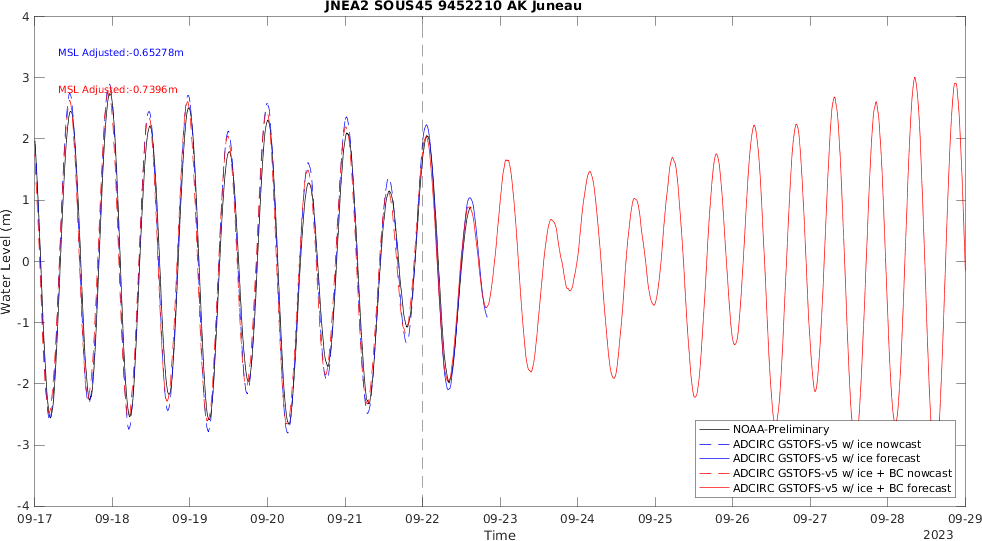 JNEA2 SOUS45 9452210 AK Juneau
MSL Adjusted:-0.65278m
MSL Adjusted:-0.7396m
4
3
2
1
0
-1
-2
-3
-4
Water Level (m)
NOAA-Preliminary
ADCIRC GSTOFS-v5 w/ ice nowcast
ADCIRC GSTOFS-v5 w/ ice forecast
ADCIRC GSTOFS-v5 w/ ice + BC nowcast
ADCIRC GSTOFS-v5 w/ ice + BC forecast
09-17 09-18 09-19 09-20 09-21 09-22 09-23 09-24 09-25 09-26 09-27 09-28 09-29
Time
2023